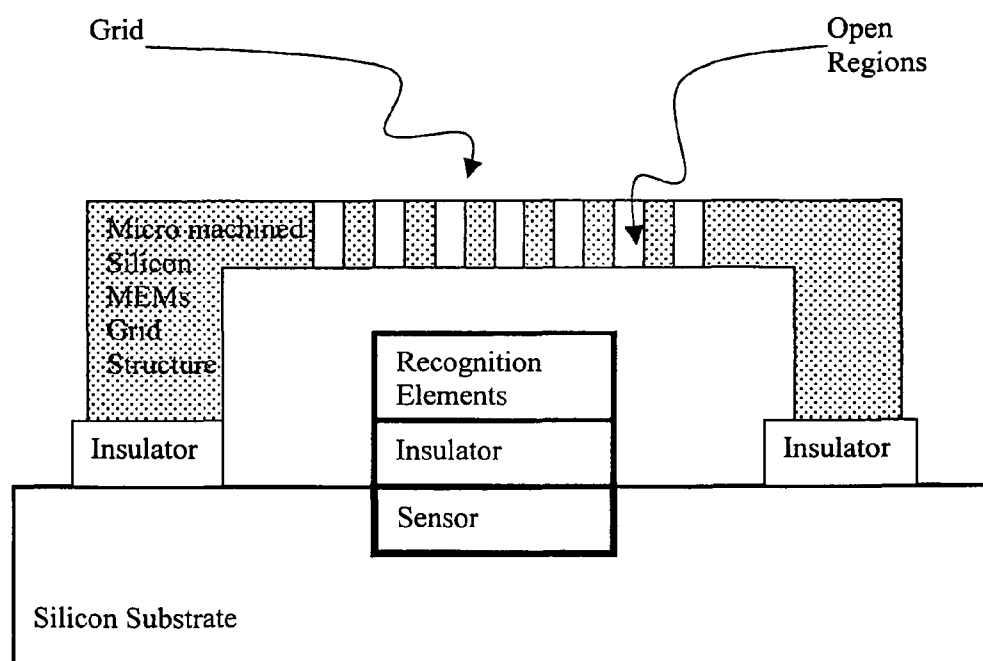 Grid
Open
Regions
Micro machined
Silicon
MEMs
Grid
Structure
Recognition
Elements
Insulator
Insulator
Insulator
Sensor
Silicon Substrate